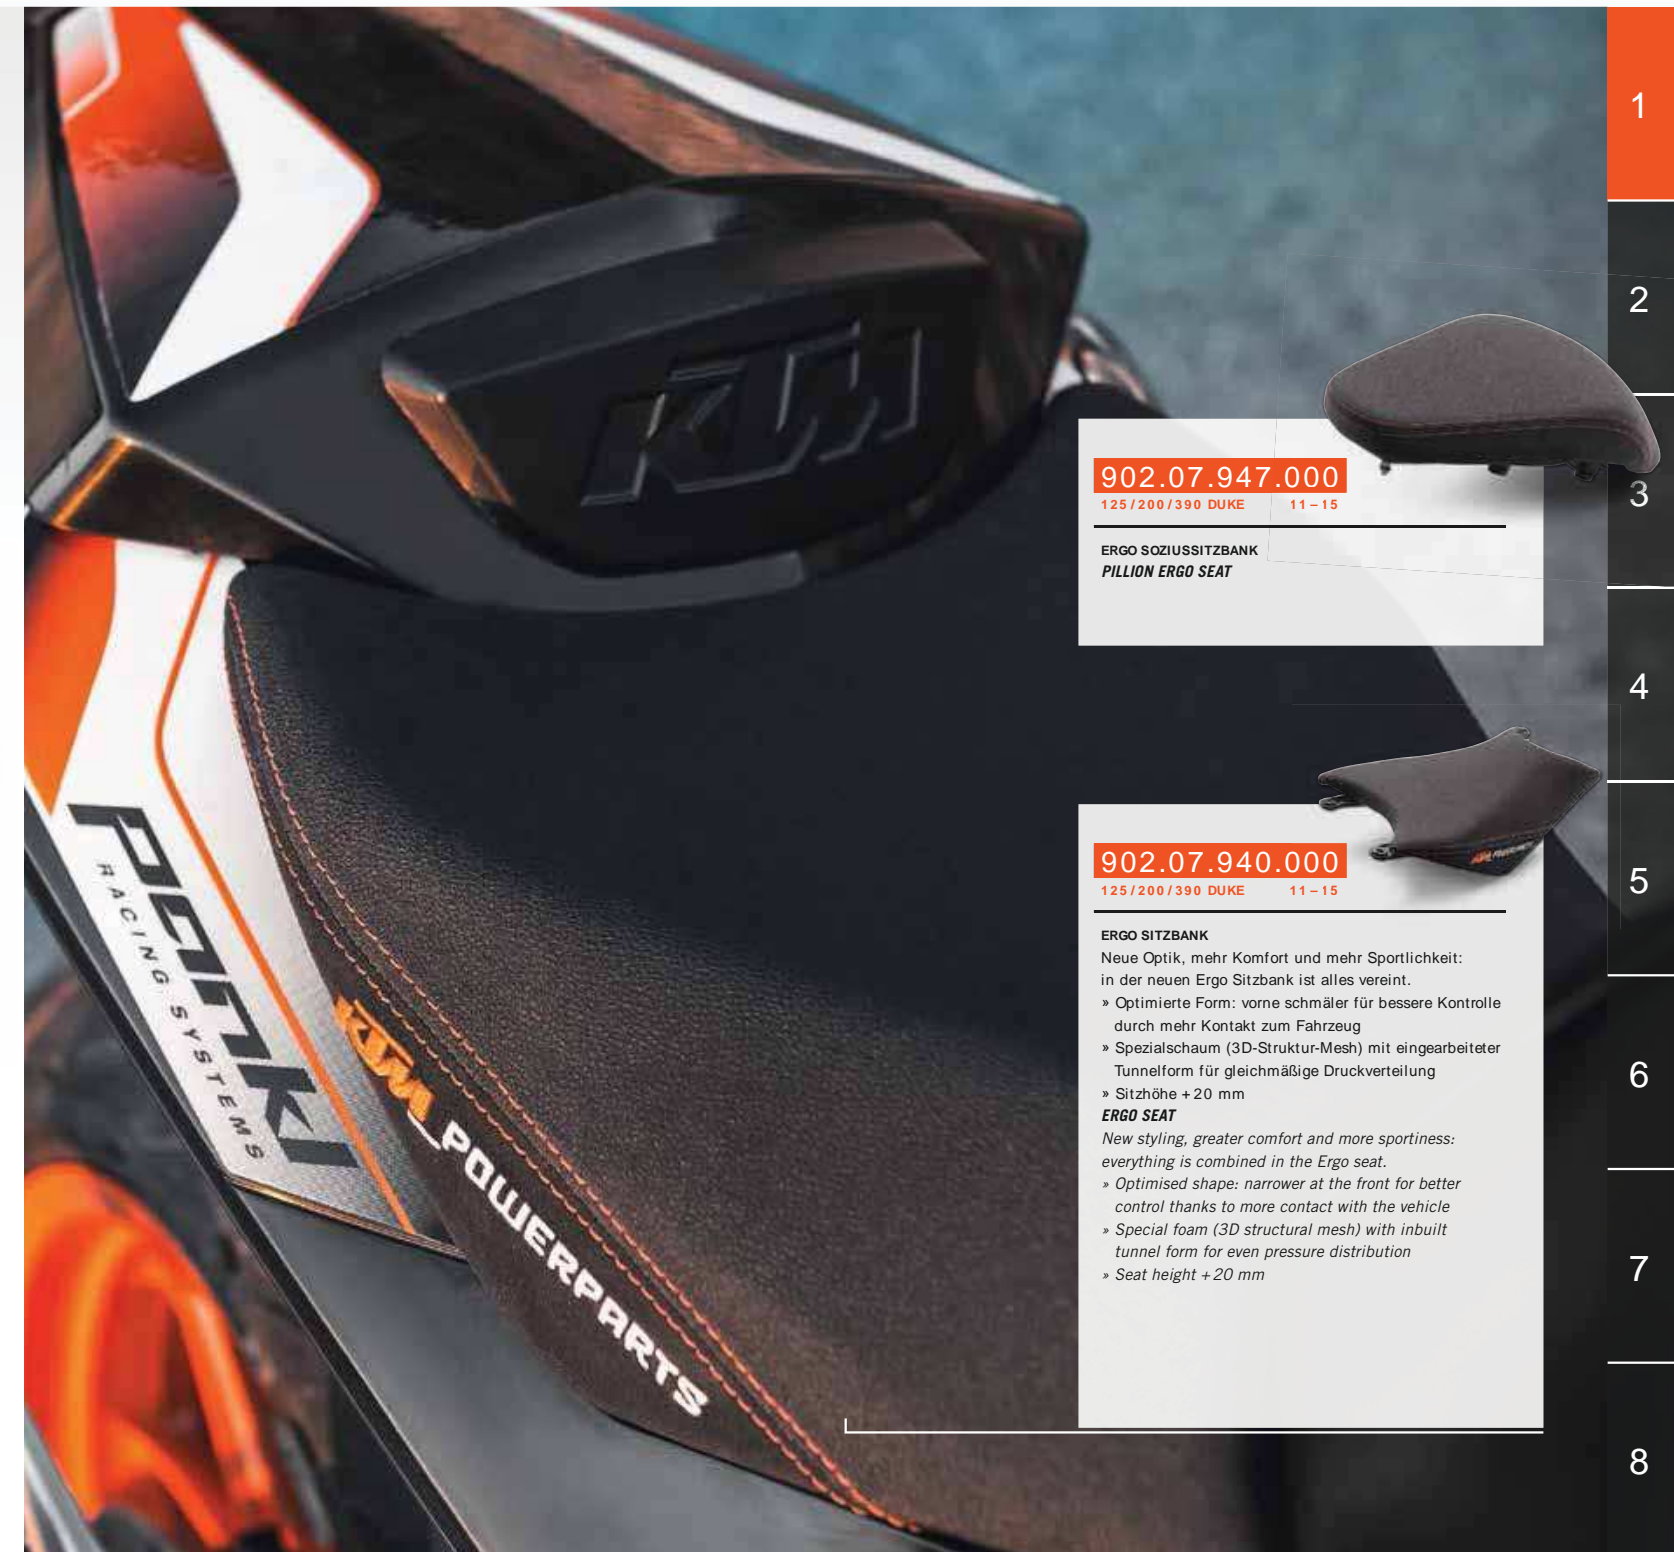 KTM
PANKL
RACING SYSTEMS
KTM POWERPARTS
902.07.947.000
125/200/390 DUKE 11–15
ERGO SOZIUSSITZBANK
PILLION ERGO SEAT
902.07.940.000
125/200/390 DUKE 11–15
ERGO SITZBANK
Neue Optik, mehr Komfort und mehr Sportlichkeit:
in der neuen Ergo Sitzbank ist alles vereint.
» Optimierte Form: vorne schmäler für bessere Kontrolle
durch mehr Kontakt zum Fahrzeug
» Spezialschaum (3D-Struktur-Mesh) mit eingearbeiteter
Tunnelform für gleichmäßige Druckverteilung
» Sitzhöhe +20 mm
ERGO SEAT
New styling, greater comfort and more sportiness:
everything is combined in the Ergo seat.
» Optimised shape: narrower at the front for better
control thanks to more contact with the vehicle
» Special foam (3D structural mesh) with inbuilt
tunnel form for even pressure distribution
» Seat height +20 mm
1
2
3
4
5
6
7
8